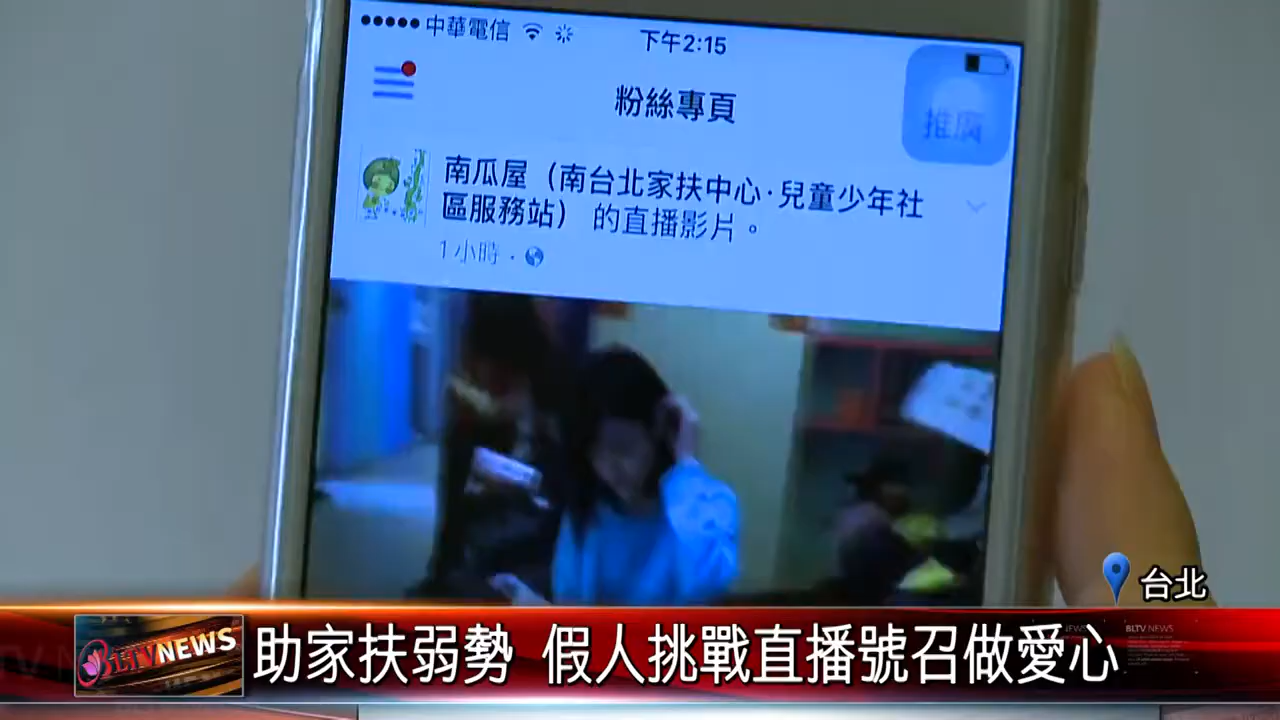 中華電信
下午2:15
粉絲專頁
推廣
南瓜屋（南台北家扶中心·兒童少年社
區服務站） 的直播影片。
1 小時 ·
台北
BLTV NEWS
助家扶弱勢 假人挑戰直播號召做愛心
BLTV NEWS